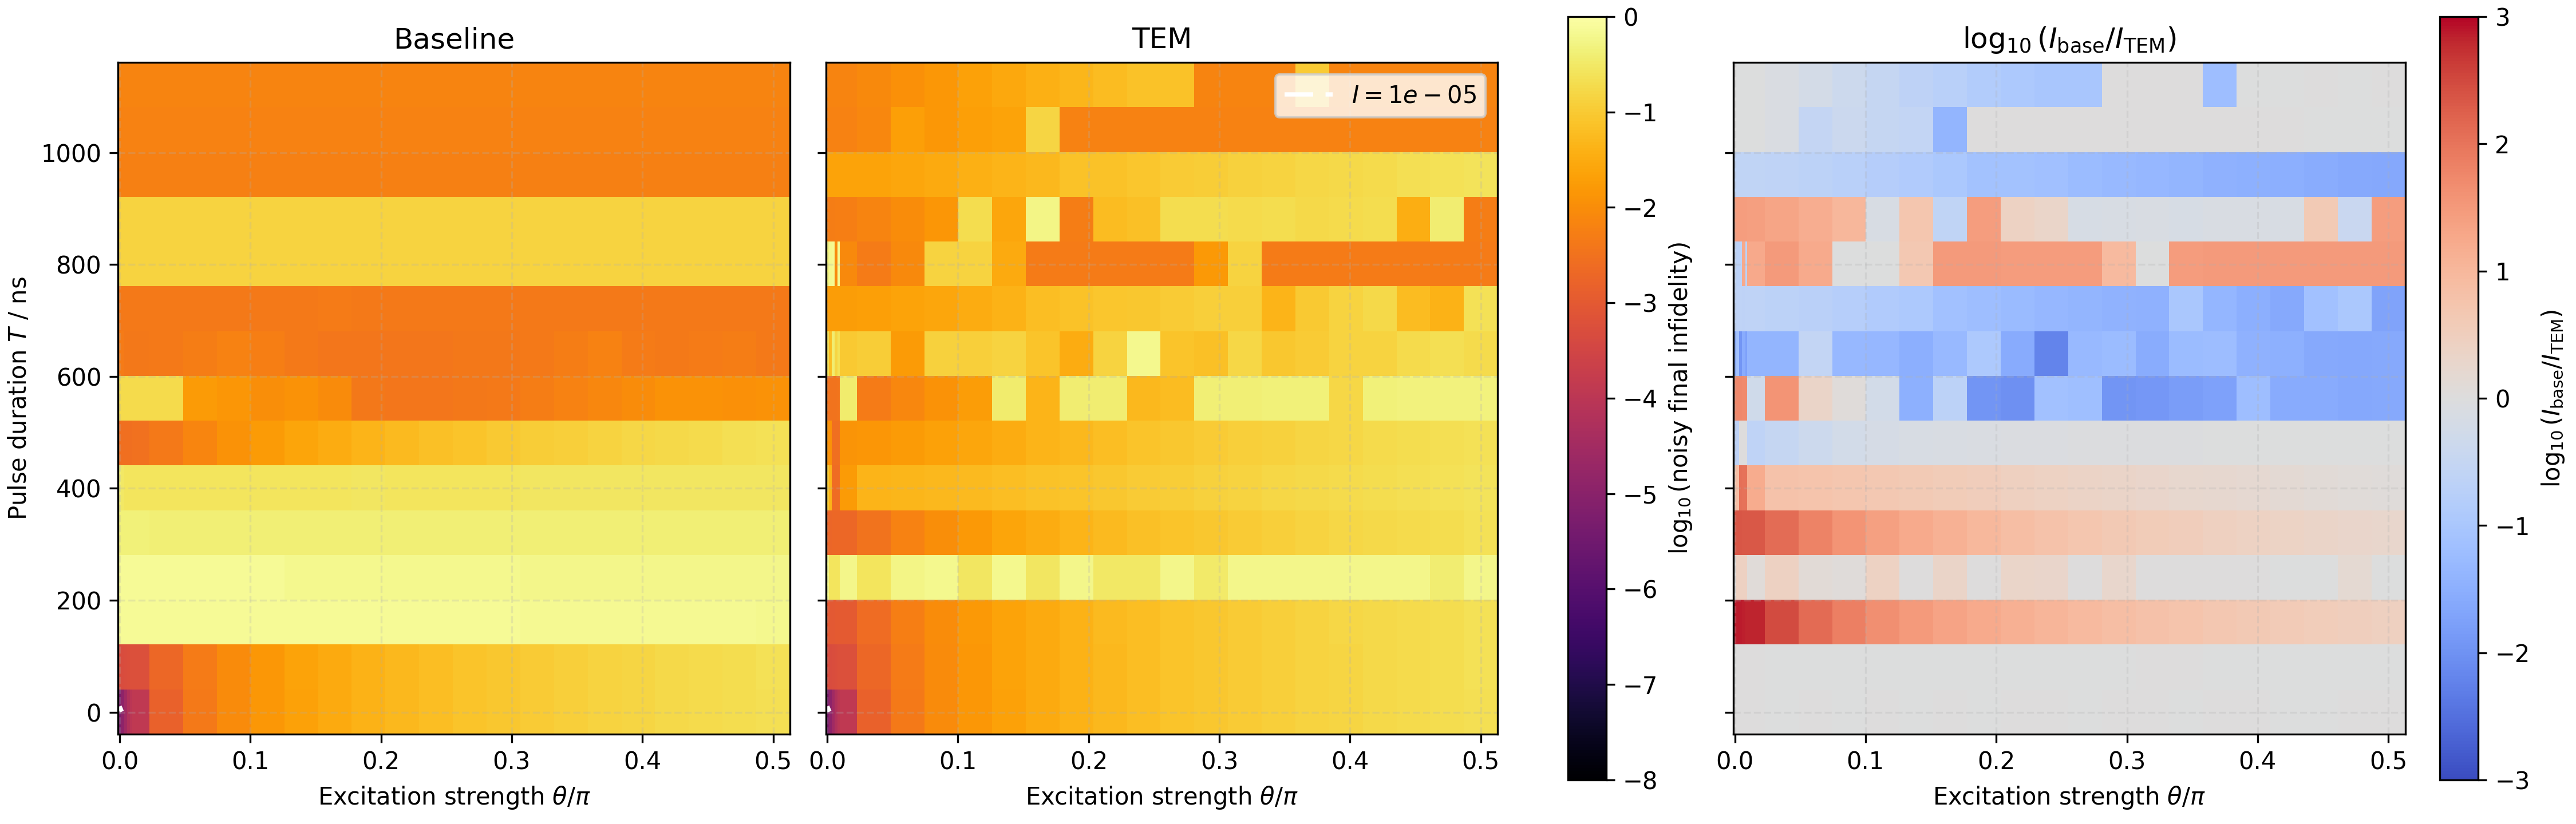 Baseline
TEM
log₁₀ (I_base/I_TEM)
I = 1e − 05
Pulse duration T / ns
1000
800
600
400
200
0
0.0 0.1 0.2 0.3 0.4 0.5
Excitation strength θ/π
0.0 0.1 0.2 0.3 0.4 0.5
Excitation strength θ/π
0
−1
−2
−3
−4
−5
−6
−7
−8
log₁₀ (noisy final infidelity)
0.0 0.1 0.2 0.3 0.4 0.5
Excitation strength θ/π
3
2
1
0
−1
−2
−3
log₁₀ (I_base/I_TEM)